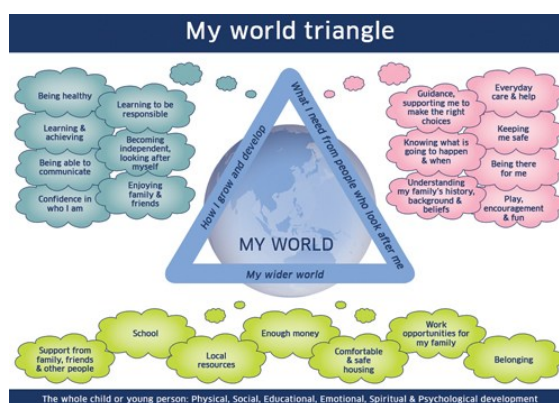 My world triangle
Being healthy
Learning to be
responsible
Learning &
achieving
Becoming
independent,
looking after
myself
Being able to
communicate
Enjoying
family &
friends
Confidence in
who I am
How I grow and develop
What I need from people who look after me
Guidance,
supporting me to
make the right
choices
Everyday
care & help
Keeping
me safe
Knowing what is
going to happen
& when
Being there
for me
Understanding
my family's history,
background &
beliefs
Play,
encouragement
& fun
MY WORLD
My wider world
Support from
family, friends
& other people
School
Local
resources
Enough money
Comfortable
& safe
housing
Work
opportunities for
my family
Belonging
The whole child or young person: Physical, Social, Educational, Emotional, Spiritual & Psychological development